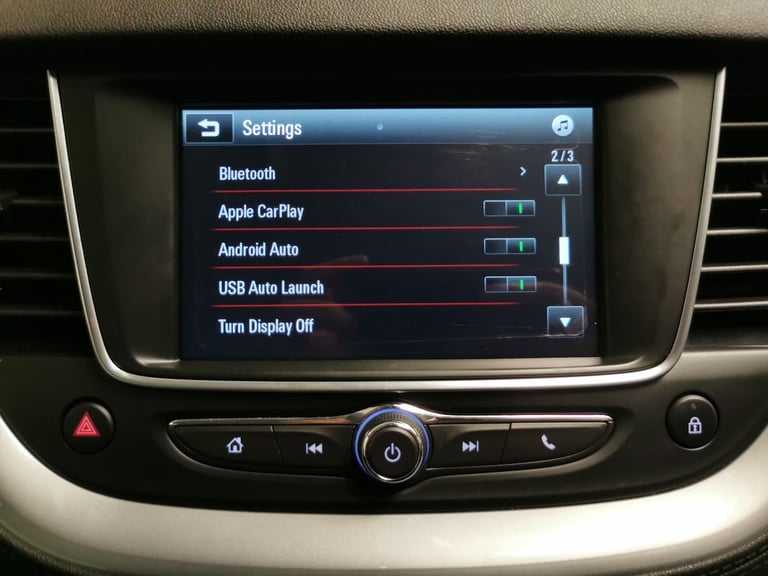 Settings
2/3
Bluetooth
Apple CarPlay
Android Auto
USB Auto Launch
Turn Display Off